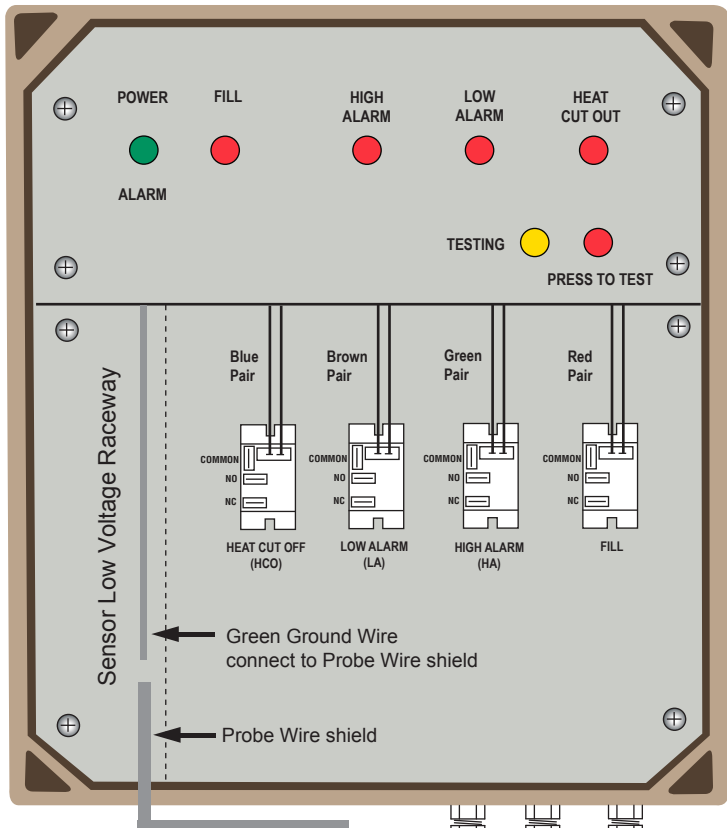 POWER
FILL
HIGH
ALARM
LOW
ALARM
HEAT
CUT OUT
ALARM
TESTING
PRESS TO TEST
Sensor Low Voltage Raceway
Blue
Pair
Brown
Pair
Green
Pair
Red
Pair
COMMON
NO
NC
COMMON
NO
NC
COMMON
NO
NC
COMMON
NO
NC
HEAT CUT OFF
(HCO)
LOW ALARM
(LA)
HIGH ALARM
(HA)
FILL
Green Ground Wire
connect to Probe Wire shield
Probe Wire shield